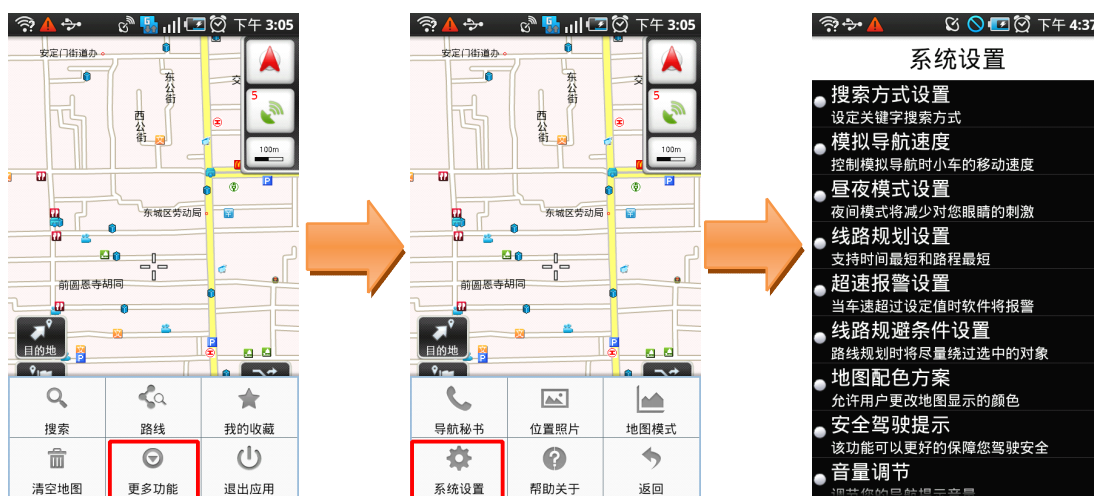 下午 3:05
安定门街道办
东公街
交
西公街
5
100m
东城区劳动局
前圆恩寺胡同
目的地
搜索
路线
我的收藏
清空地图
更多功能
退出应用
下午 3:05
安定门街道办
东公街
交
西公街
5
100m
东城区劳动局
前圆恩寺胡同
目的地
导航秘书
位置照片
地图模式
系统设置
帮助关于
返回
下午 4:37
系统设置
搜索方式设置
设定关键字搜索方式
模拟导航速度
控制模拟导航时小车的移动速度
昼夜模式设置
夜间模式将减少对您眼睛的刺激
线路规划设置
支持时间最短和路程最短
超速报警设置
当车速超过设定值时软件将报警
线路规避条件设置
路线规划时将尽量绕过选中的对象
地图配色方案
允许用户更改地图显示的颜色
安全驾驶提示
该功能可以更好的保障您驾驶安全
音量调节
调节您的导航提示音量